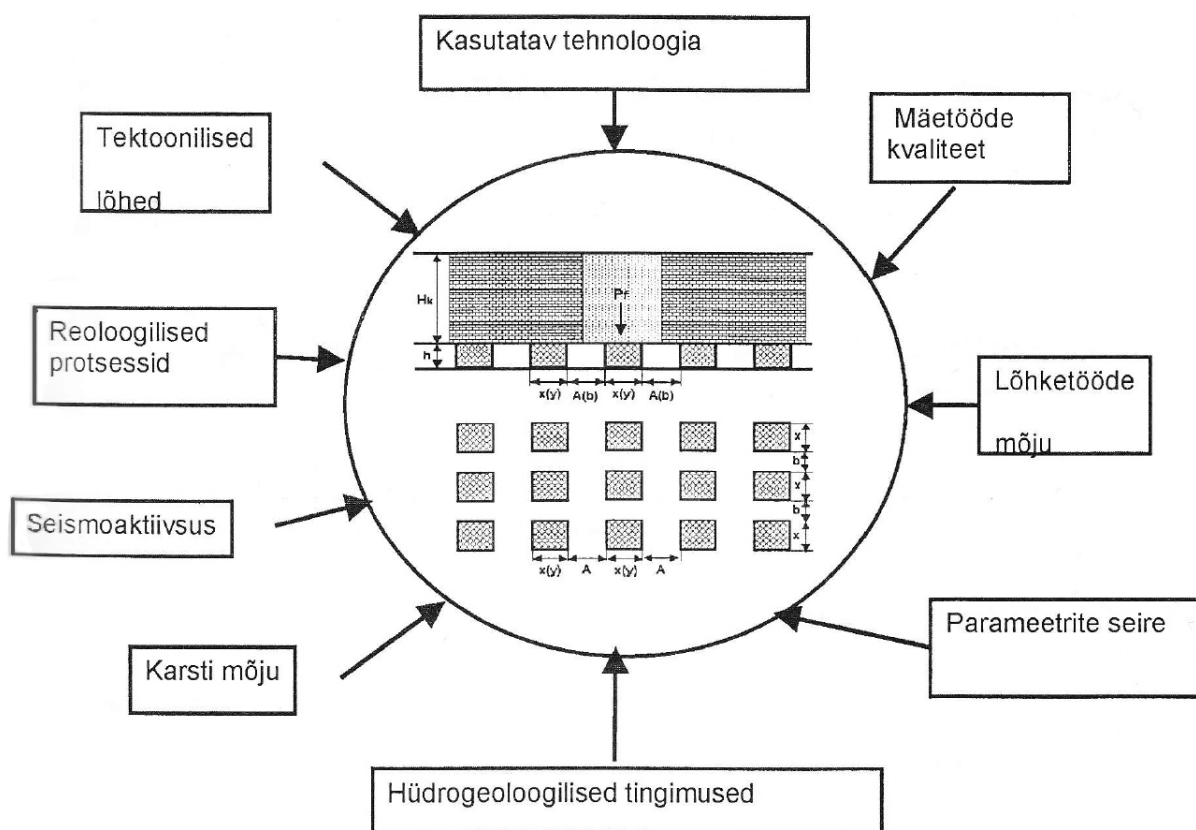 Kasutatav tehnoloogia
Tektoonilised
lõhed
Mäetööde
kvaliteet
Reoloogilised
protsessid
Lõhketööde
mõju
Seismoaktiivsus
Karsti mõju
Parameetrite seire
Hüdrogeoloogilised tingimused
Hk
Pf
h
x(y) A(b) x(y) A(b)
x
b
x
b
x
x(y) A x(y) A